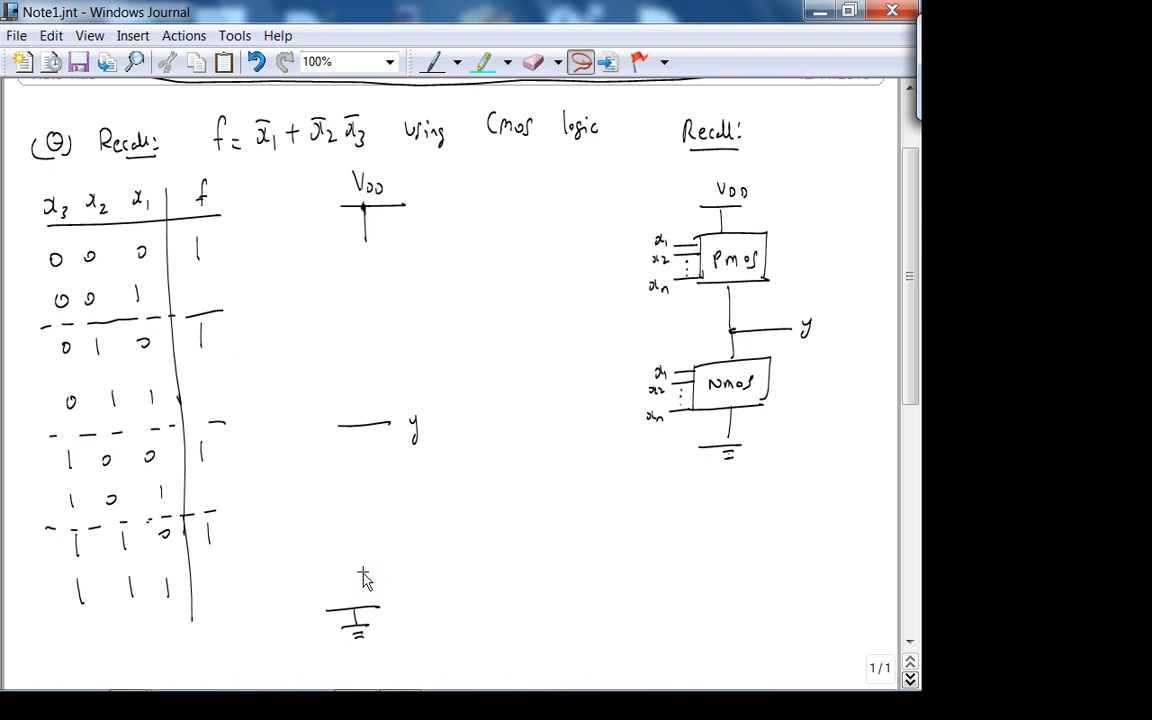 Note1.jnt - Windows Journal
File Edit View Insert Actions Tools Help
100%
(Q) Recall: f = x̄₁ + x̄₂ x̄₃ using Cmos logic
Recall:
x₃ x₂ x₁ f
0 0 0 1
0 0 1
0 1 0 1
0 1 1
1 0 0 1
1 0 1
1 1 0 1
1 1 1
VDD
y
VDD
x1
x2
xn
PMOS
y
x1
x2
xn
NMOS
1 / 1